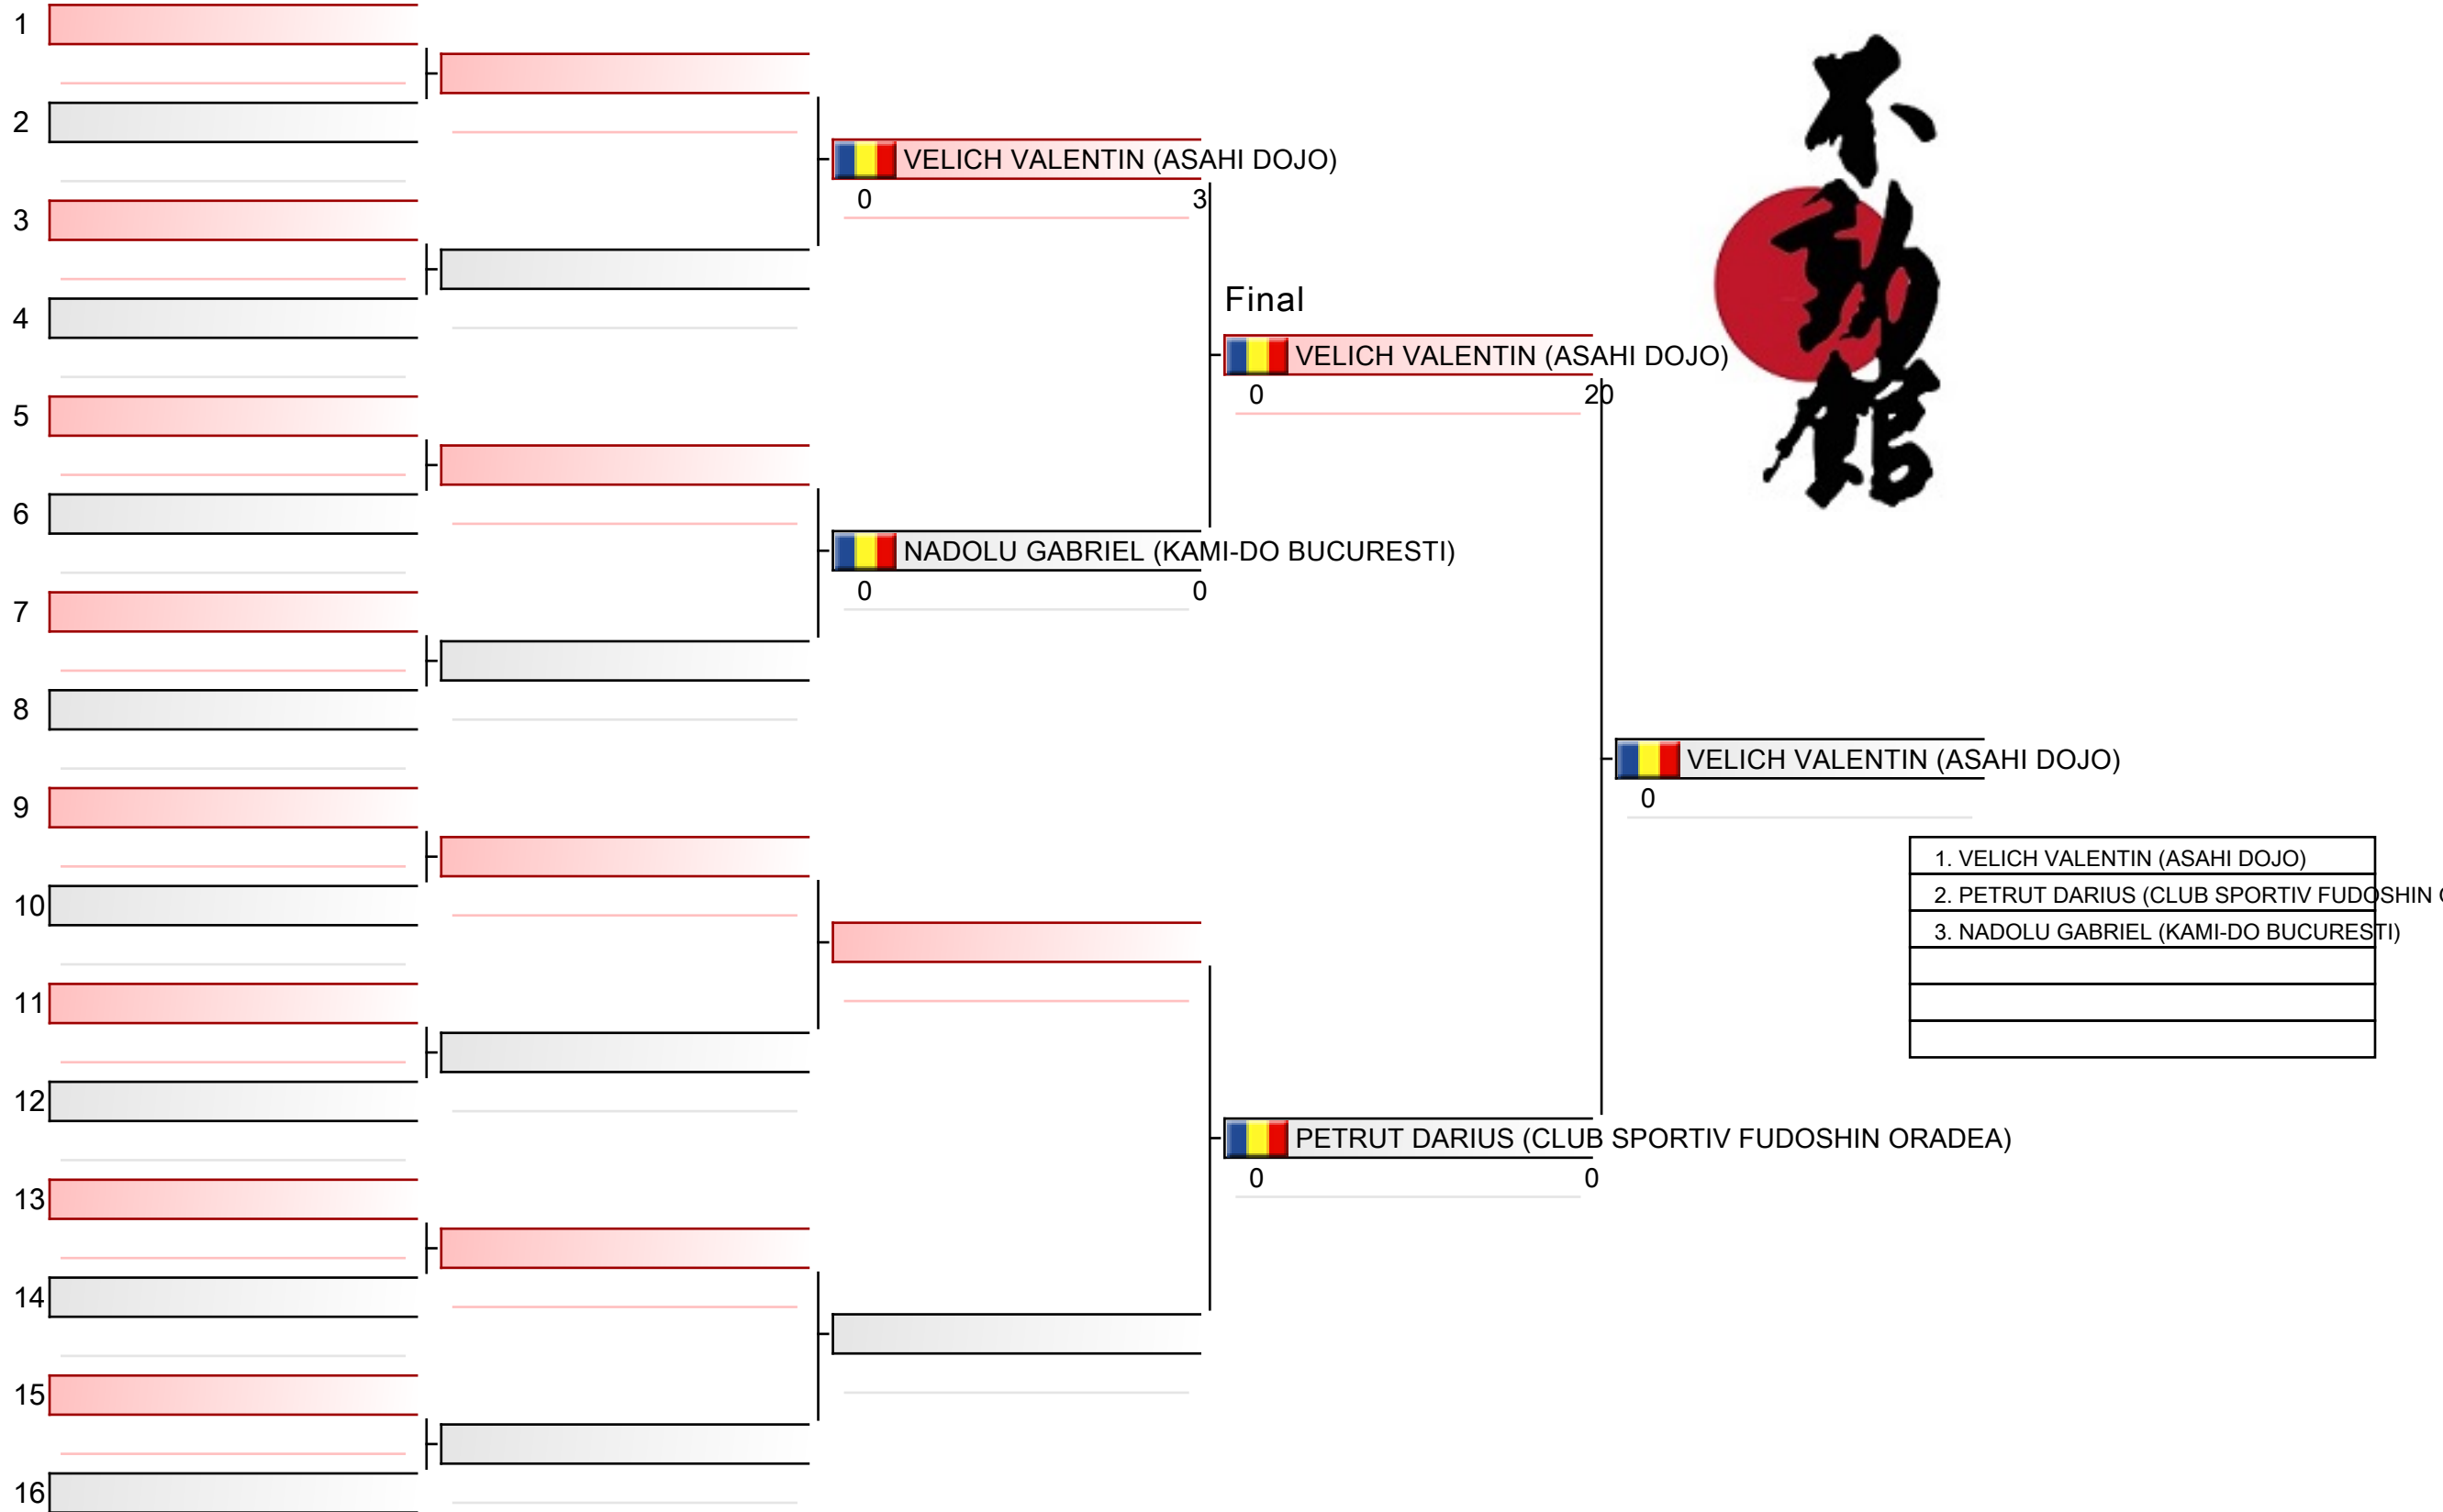 1
2
3
4
5
6
7
8
9
10
11
12
13
14
15
16
VELICH VALENTIN (ASAHI DOJO)
0 3
NADOLU GABRIEL (KAMI-DO BUCURESTI)
0 0
Final
VELICH VALENTIN (ASAHI DOJO)
0 20
PETRUT DARIUS (CLUB SPORTIV FUDOSHIN ORADEA)
0 0
VELICH VALENTIN (ASAHI DOJO)
0
1. VELICH VALENTIN (ASAHI DOJO)
2. PETRUT DARIUS (CLUB SPORTIV FUDOSHIN
3. NADOLU GABRIEL (KAMI-DO BUCURESTI)
不動館